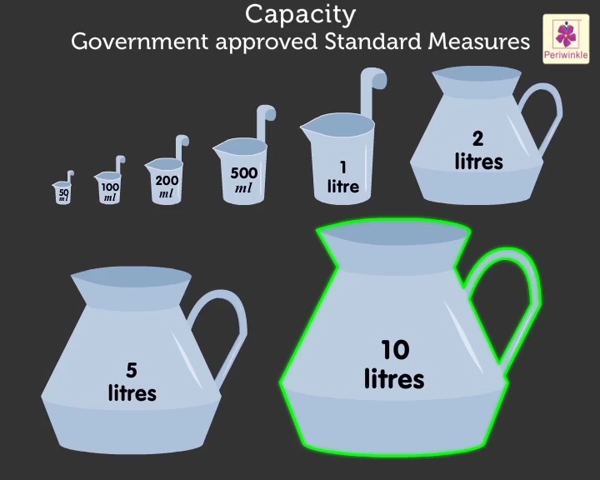 Capacity
Government approved Standard Measures
Periwinkle
50
ml
100
ml
200
ml
500
ml
1
litre
2
litres
5
litres
10
litres